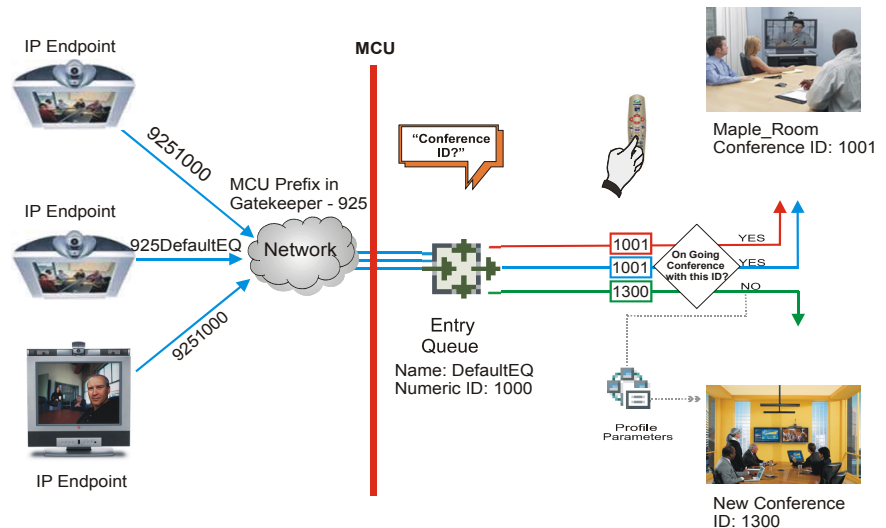 IP Endpoint
MCU
9251000
“Conference
ID?”
Maple_Room
Conference ID: 1001
MCU Prefix in
Gatekeeper - 925
IP Endpoint
925DefaultEQ
Network
1001
YES
1001
YES
1300
NO
On Going
Conference
with this ID?
9251000
Entry
Queue
Name: DefaultEQ
Numeric ID: 1000
Profile
Parameters
IP Endpoint
New Conference
ID: 1300